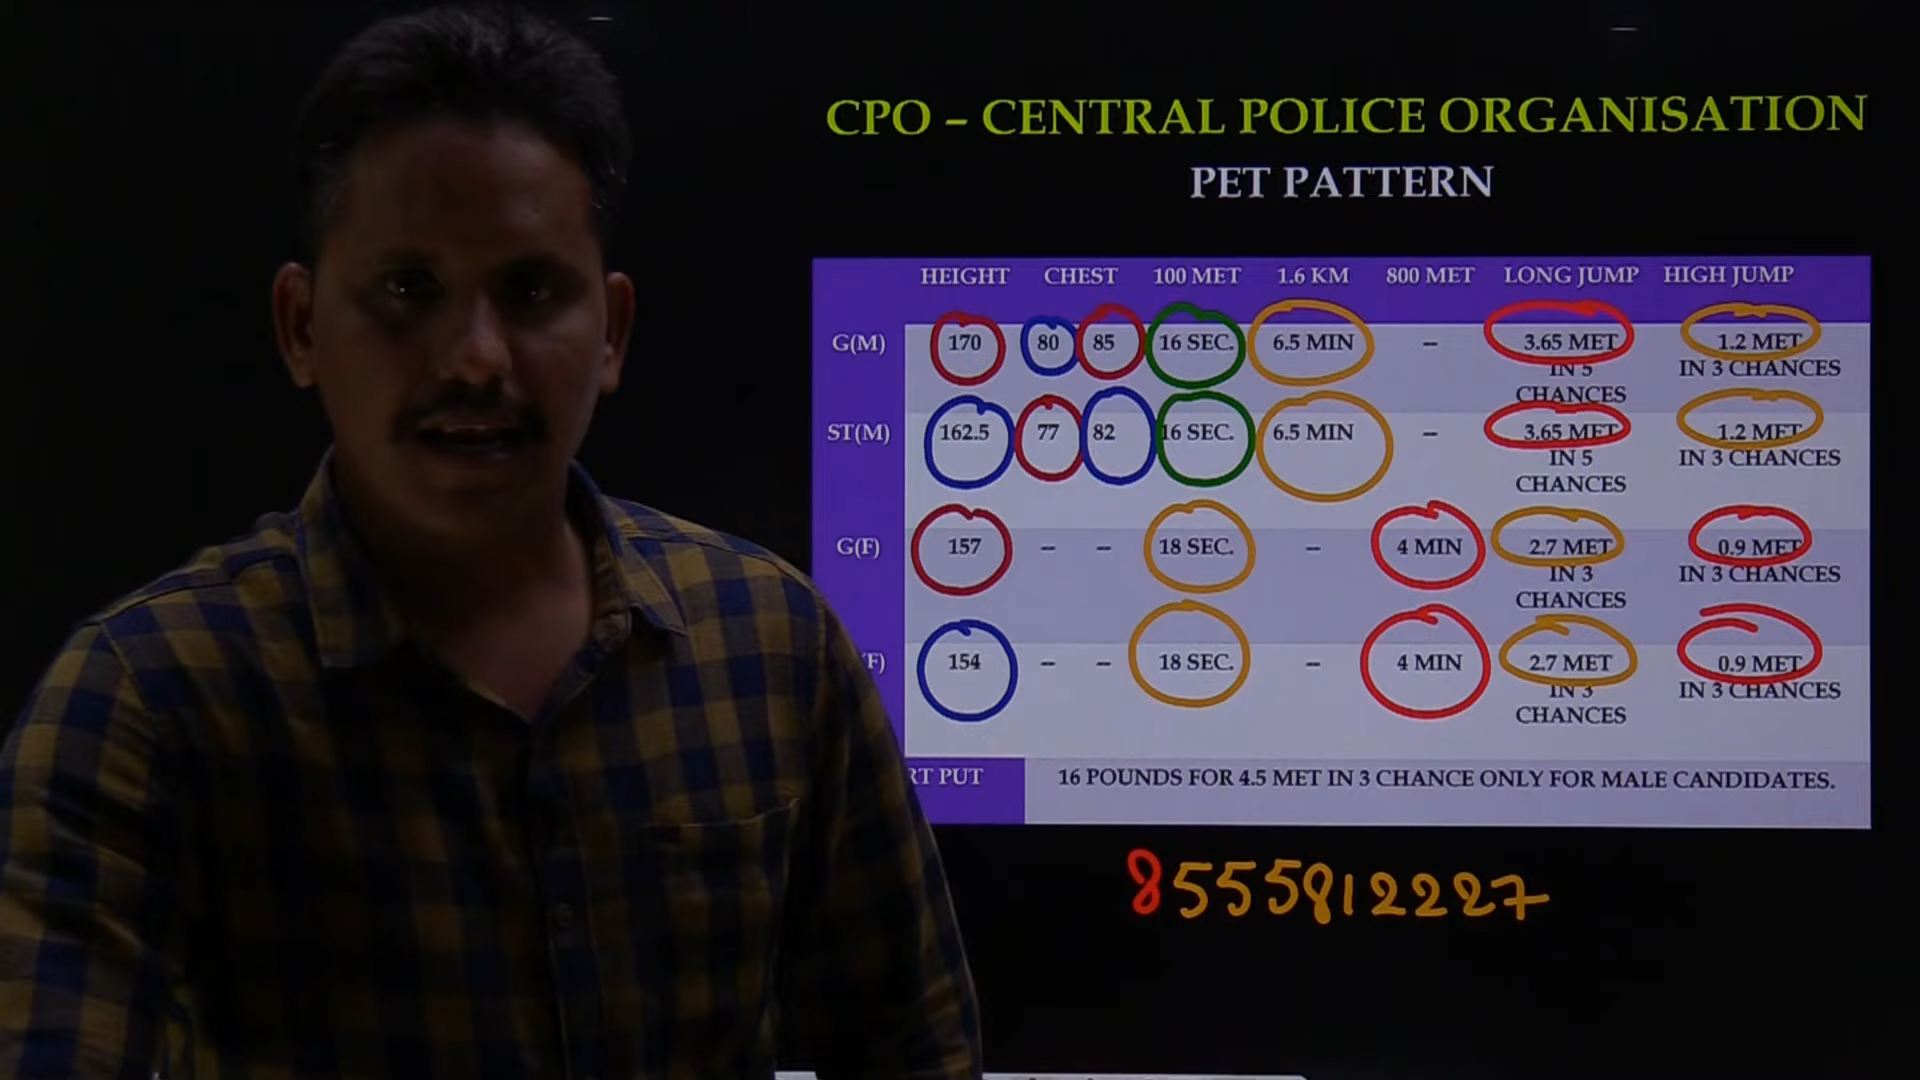 CPO – CENTRAL POLICE ORGANISATION
PET PATTERN
HEIGHT CHEST 100 MET 1.6 KM 800 MET LONG JUMP HIGH JUMP
G(M) 170 80 85 16 SEC. 6.5 MIN – 3.65 MET 1.2 MET
IN 5 IN 3 CHANCES
CHANCES
ST(M) 162.5 77 82 16 SEC. 6.5 MIN – 3.65 MET 1.2 MET
IN 5 IN 3 CHANCES
CHANCES
G(F) 157 – – 18 SEC. – 4 MIN 2.7 MET 0.9 MET
IN 3 IN 3 CHANCES
CHANCES
F) 154 – – 18 SEC. – 4 MIN 2.7 MET 0.9 MET
IN 3 IN 3 CHANCES
CHANCES
RT PUT 16 POUNDS FOR 4.5 MET IN 3 CHANCE ONLY FOR MALE CANDIDATES.
8555812227